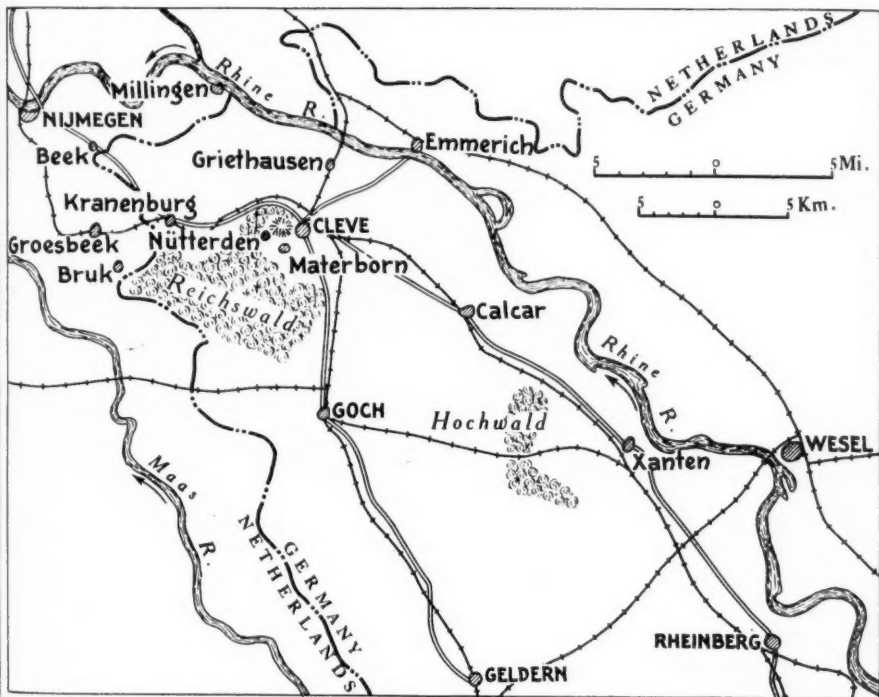 NETHERLANDS
GERMANY
Rhine
R.
Millingen
NIJMEGEN
Beek
Griethausen
Emmerich
5 0 5 Mi.
5 0 5 Km.
Kranenburg
CLEVE
Groesbeek
Nütterden
Materborn
Bruk
Reichswald
Calcar
Rhine
R.
GOCH
Hochwald
WESEL
Xanten
Maas
R.
GERMANY
NETHERLANDS
RHEINBERG
GELDERN